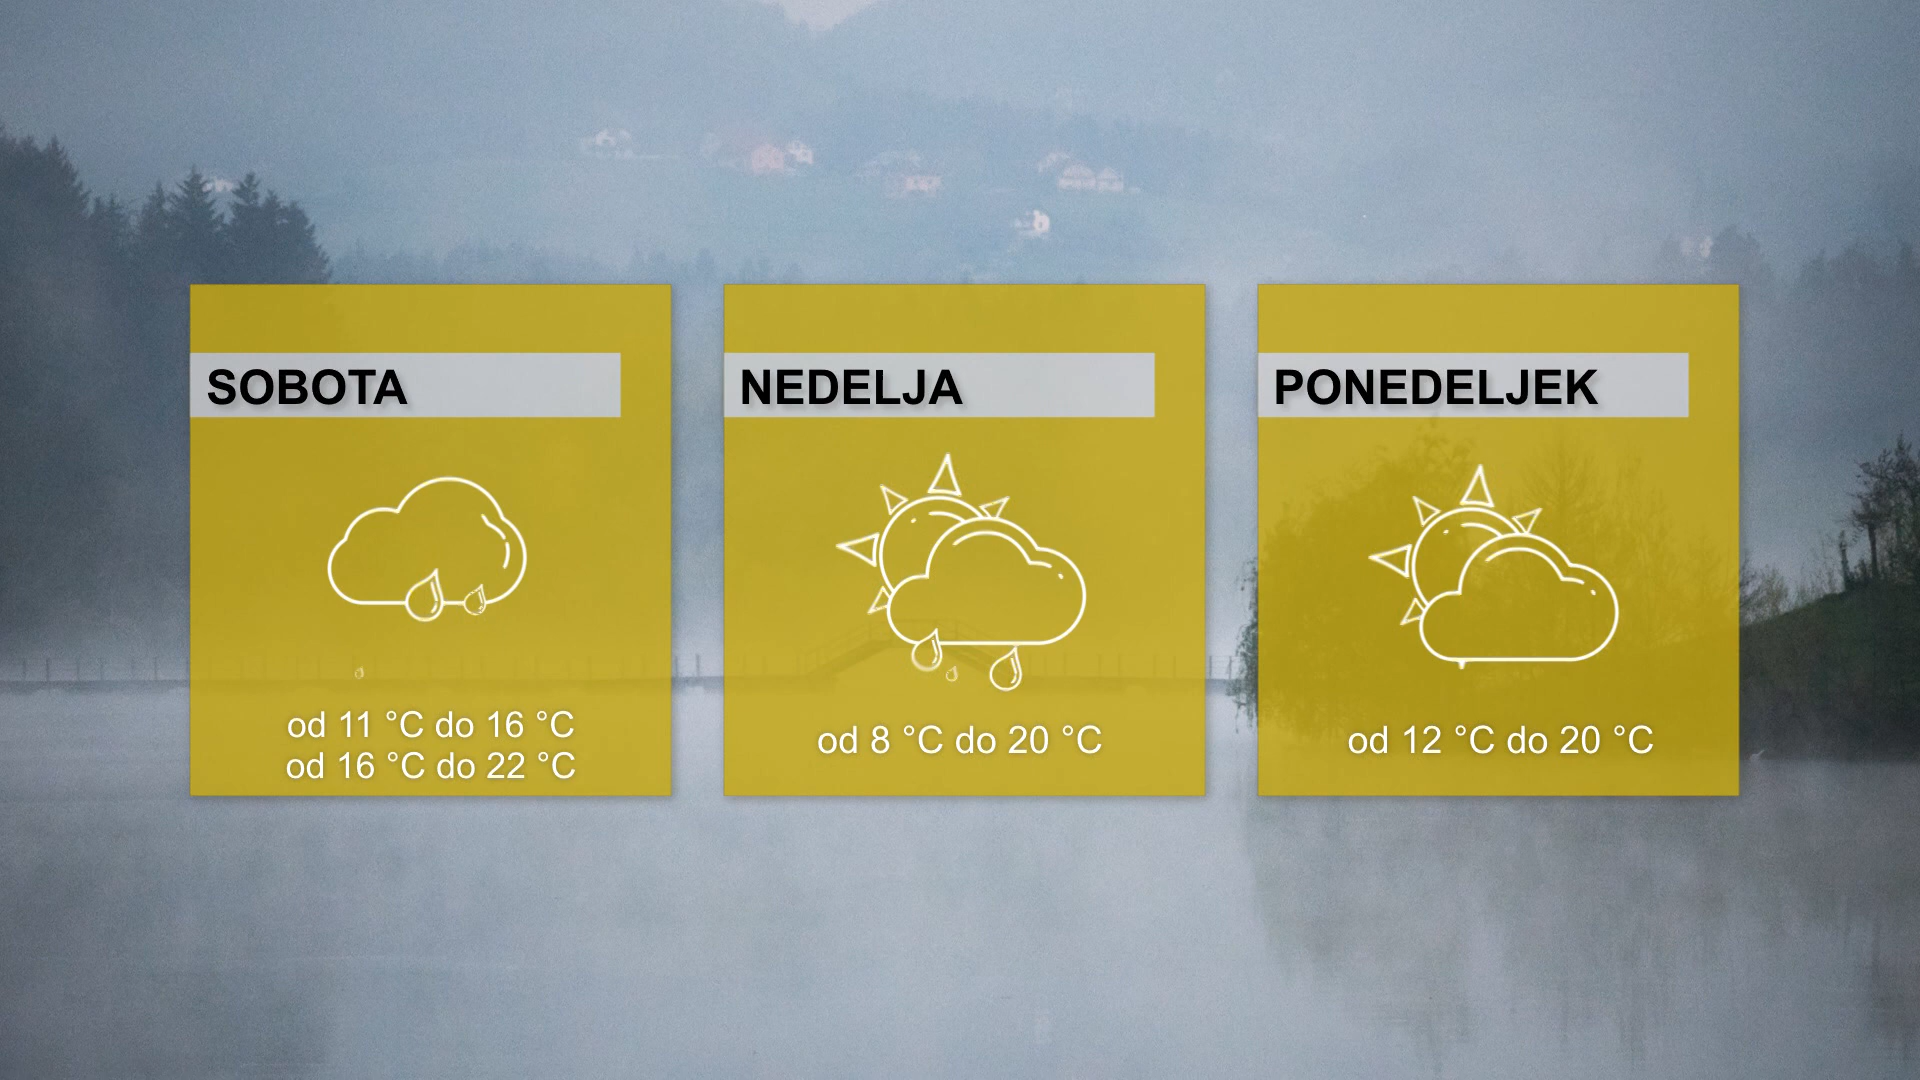 SOBOTA
od 11 °C do 16 °C
od 16 °C do 22 °C
NEDELJA
od 8 °C do 20 °C
PONEDELJEK
od 12 °C do 20 °C